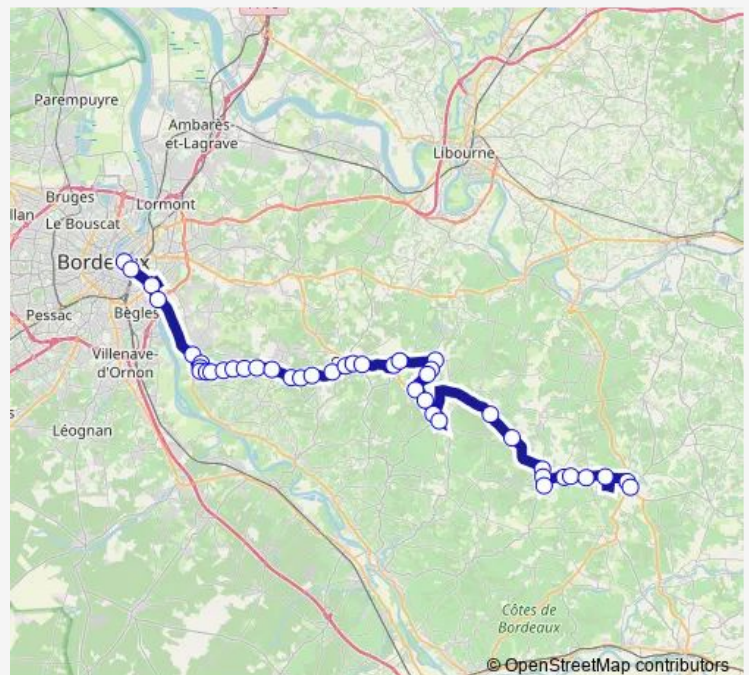 Parempuyre
Ambarès-
et-Lagrave
Libourne
Bruges
Lormont
llan
Le Bouscat
Bordeaux
Pessac
Bègles
Villenave-
d'Ornon
s
Léognan
Côtes de
Bordeaux
© OpenStreetMap contributors